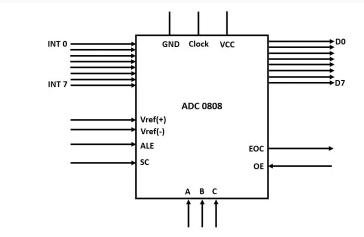 GND Clock VCC
INT 0
D0
INT 7
D7
ADC 0808
Vref(+)
Vref(-)
ALE
EOC
SC
OE
A B C